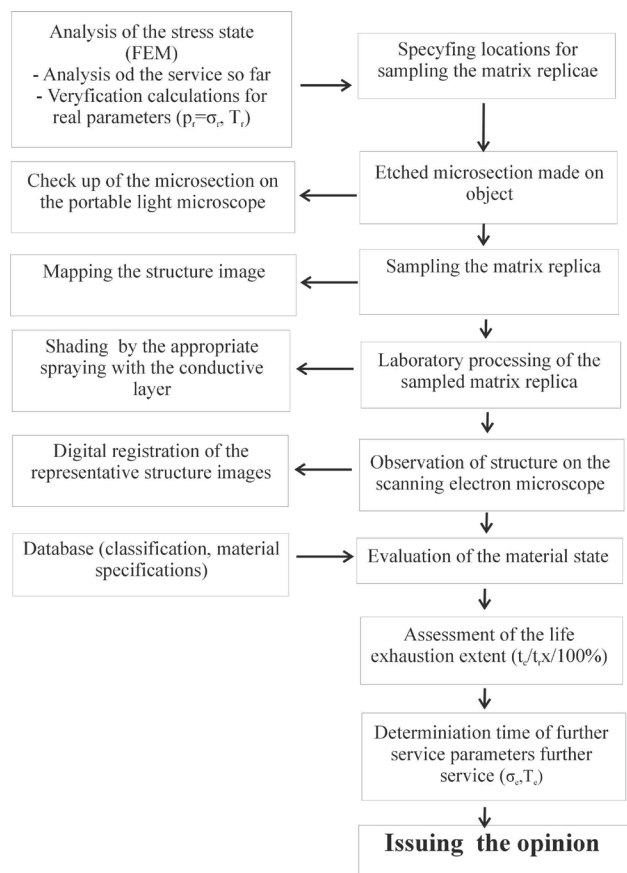 Analysis of the stress state
(FEM)
- Analysis od the service so far
- Veryfication calculations for
real parameters (pᵣ=σᵣ, Tᵣ)
Specyfing locations for
sampling the matrix replicae
Check up of the microsection on
the portable light microscope
Etched microsection made on
object
Mapping the structure image
Sampling the matrix replica
Shading by the appropriate
spraying with the conductive
layer
Laboratory processing of the
sampled matrix replica
Digital registration of the
representative structure images
Observation of structure on the
scanning electron microscope
Database (classification, material
specifications)
Evaluation of the material state
Assessment of the life
exhaustion extent (tₑ/tᵣx/100%)
Determiniation time of further
service parameters further
service (σₑ,Tₑ)
Issuing the opinion